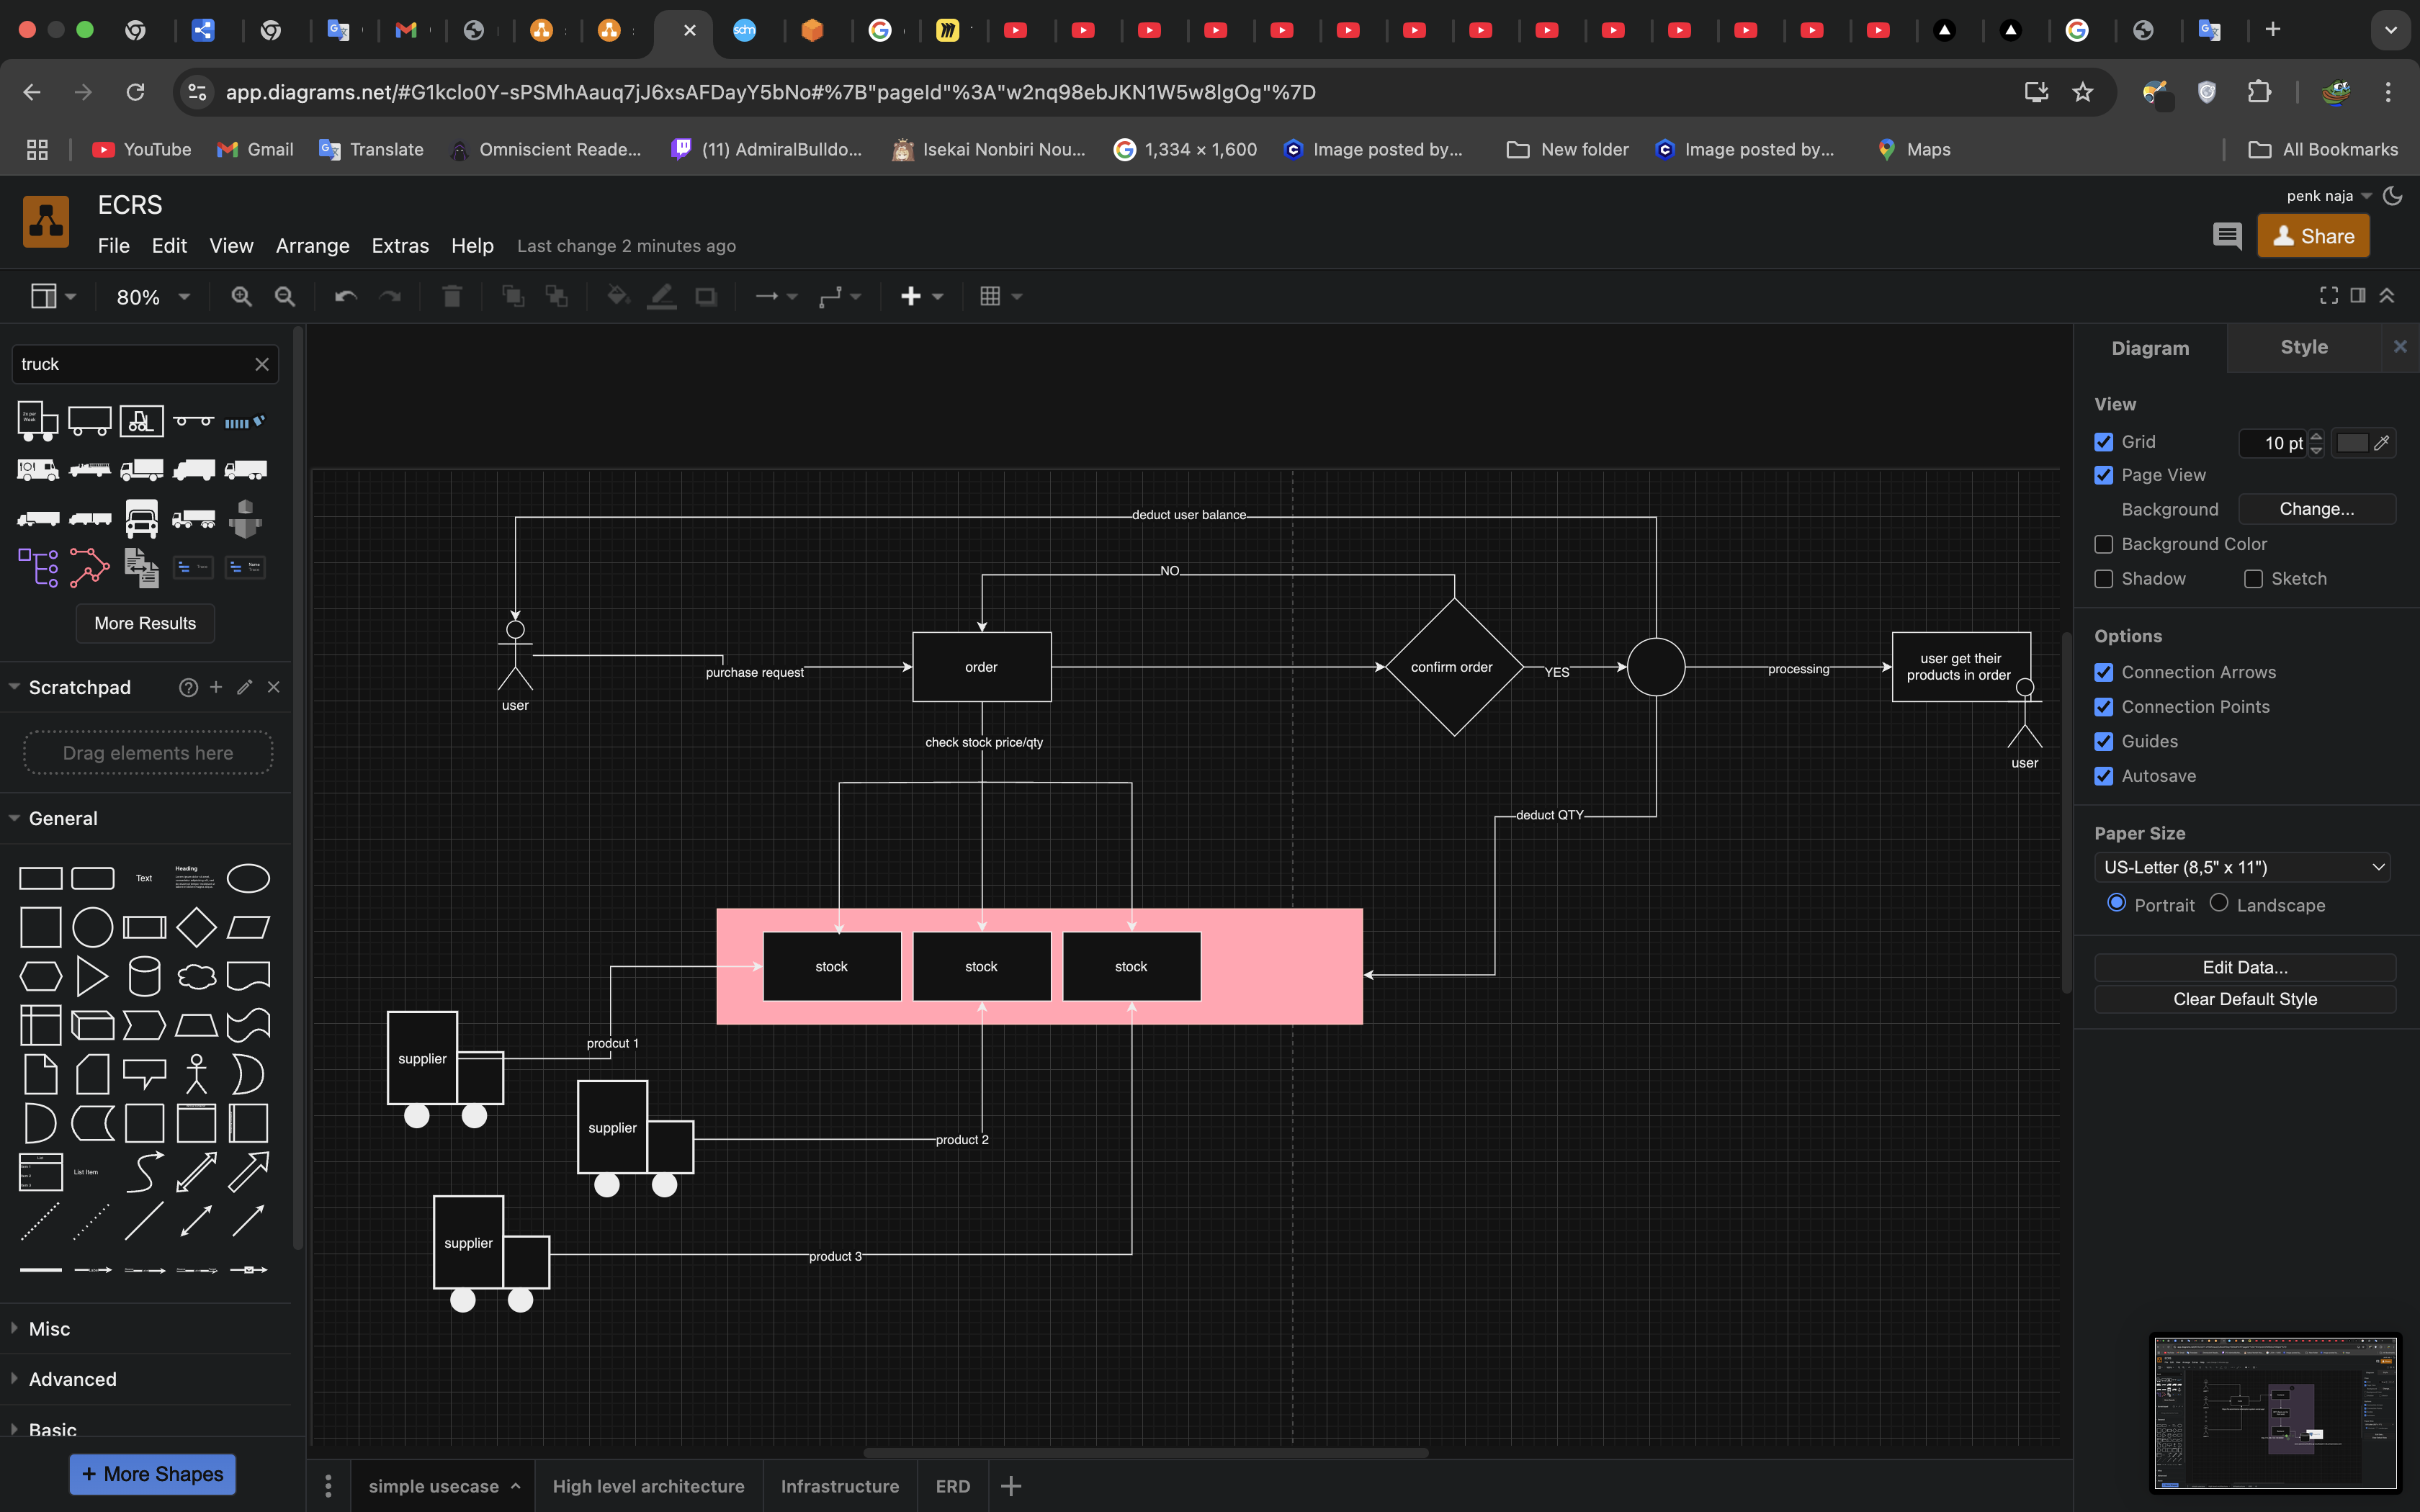 app.diagrams.net/#G1kclo0Y-sPSMhAauq7jJ6xsAFDayY5bNo#%7B"pageId"%3A"w2nq98ebJKN1W5w8lgOg"%7D
YouTube
Gmail
Translate
Omniscient Reade...
(11) AdmiralBulldo...
Isekai Nonbiri Nou...
1,334 × 1,600
Image posted by...
New folder
Image posted by...
Maps
All Bookmarks
ECRS
penk naja
File Edit View Arrange Extras Help Last change 2 minutes ago
Share
80%
truck
More Results
Scratchpad
Drag elements here
General
Text
Heading
List Item
Misc
Advanced
Basic
+ More Shapes
deduct user balance
NO
user
purchase request
order
confirm order
YES
processing
user get their
products in order
user
check stock price/qty
deduct QTY
stock
stock
stock
supplier
prodcut 1
supplier
product 2
supplier
product 3
simple usecase
High level architecture
Infrastructure
ERD
Diagram
Style
View
Grid
10 pt
Page View
Background
Change...
Background Color
Shadow
Sketch
Options
Connection Arrows
Connection Points
Guides
Autosave
Paper Size
US-Letter (8,5" x 11")
Portrait
Landscape
Edit Data...
Clear Default Style